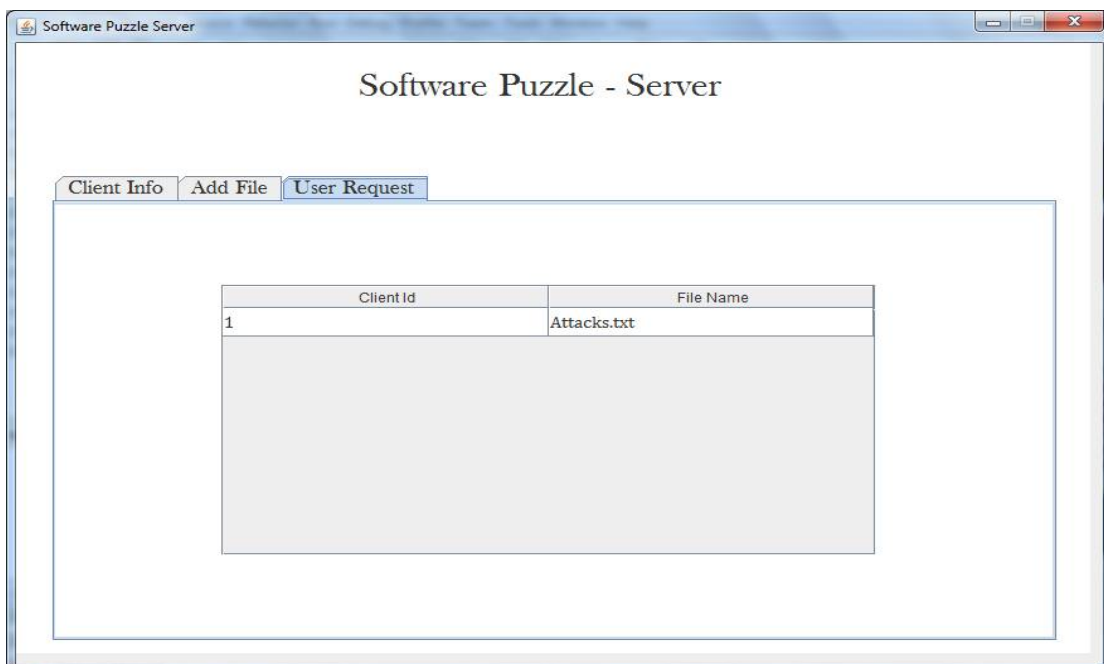 Software Puzzle Server
Software Puzzle - Server
Client Info Add File User Request
Client Id File Name
1 Attacks.txt